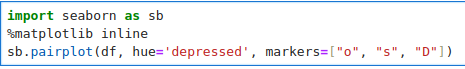 import seaborn as sb
%matplotlib inline
sb.pairplot(df, hue='depressed', markers=["o", "s", "D"])